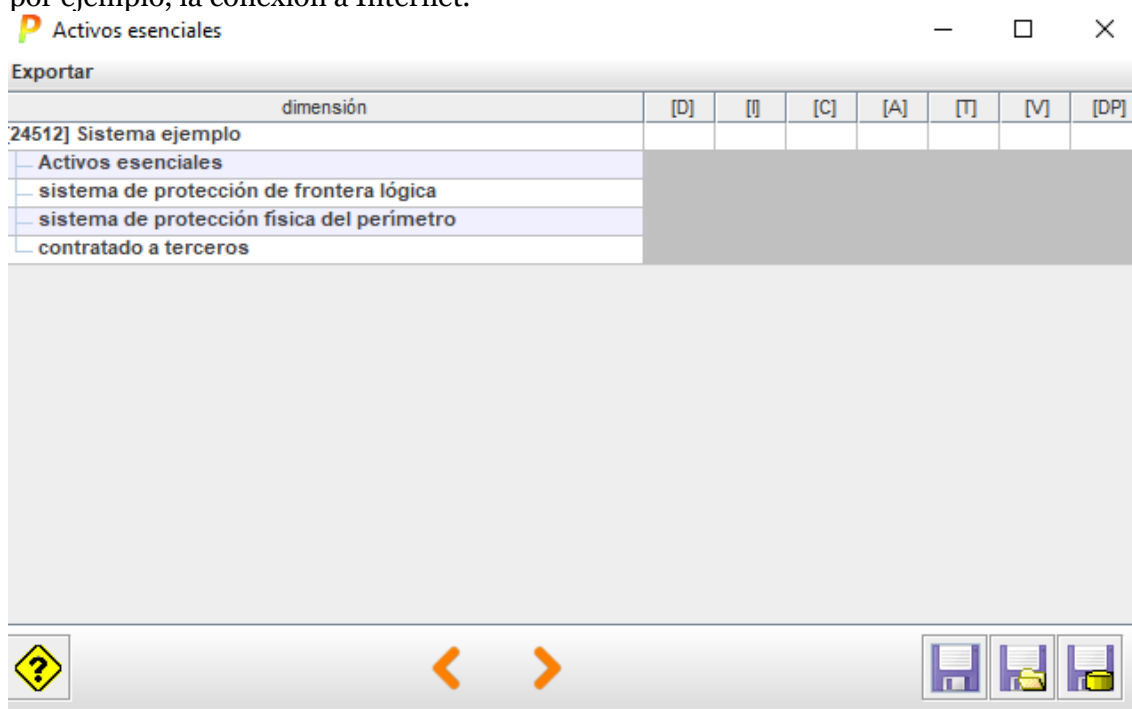 por ejemplo, la conexión a Internet.
P Activos esenciales
Exportar
dimensión [D] [I] [C] [A] [T] [V] [DP]
[24512] Sistema ejemplo
Activos esenciales
sistema de protección de frontera lógica
sistema de protección física del perímetro
contratado a terceros
?